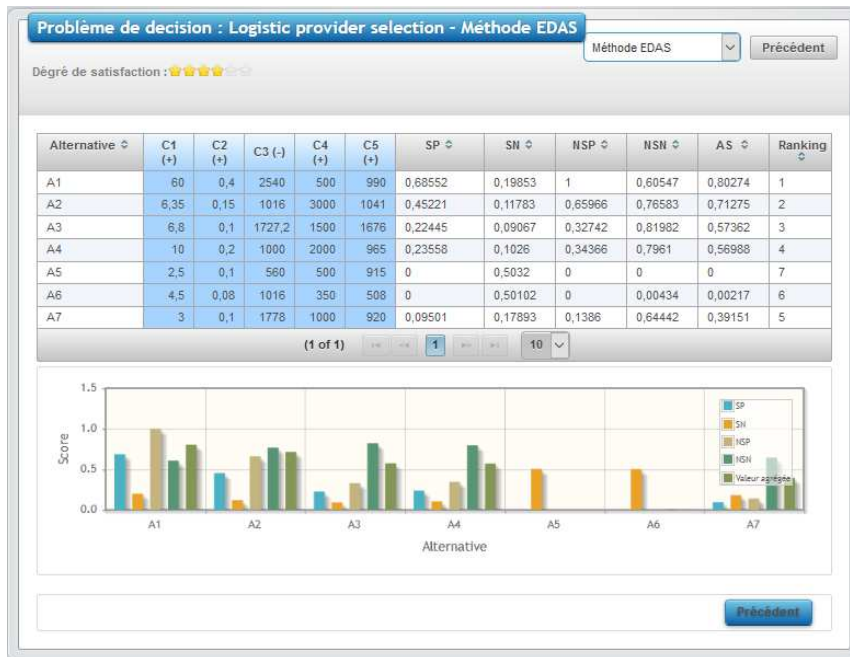 Problème de decision : Logistic provider selection - Méthode EDAS
Méthode EDAS
Précédent
Dégré de satisfaction :
Alternative C1 (+) C2 (+) C3 (-) C4 (+) C5 (+) SP SN NSP NSN AS Ranking
A1 60 0,4 2540 500 990 0,68552 0,19853 1 0,60547 0,80274 1
A2 6,35 0,15 1016 3000 1041 0,45221 0,11783 0,65966 0,76583 0,71275 2
A3 6,8 0,1 1727,2 1500 1676 0,22445 0,09067 0,32742 0,81982 0,57362 3
A4 10 0,2 1000 2000 965 0,23558 0,1026 0,34366 0,7961 0,56988 4
A5 2,5 0,1 560 500 915 0 0,5032 0 0 0 7
A6 4,5 0,08 1016 350 508 0 0,50102 0 0,00434 0,00217 6
A7 3 0,1 1778 1000 920 0,09501 0,17893 0,1386 0,64442 0,39151 5
(1 of 1) 1 10
1.5
1.0
0.5
0.0
Score
SP
SN
NSP
NSN
Valeur agrégée
A1 A2 A3 A4 A5 A6 A7
Alternative
Précédent